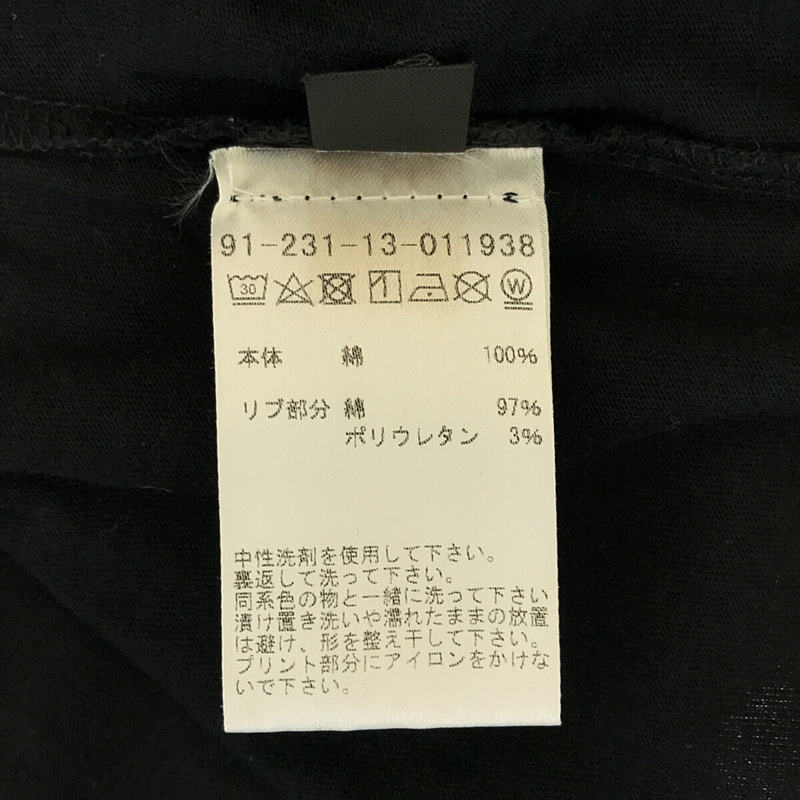 91-231-13-011938
30 W
本体 綿 100%
リブ部分 綿 97%
ポリウレタン 3%
中性洗剤を使用して下さい。
裏返して洗って下さい。
同系色の物と一緒に洗って下さい
漬け置き洗いや濡れたままの放置
は避け、形を整え干して下さい。
プリント部分にアイロンをかけな
いで下さい。